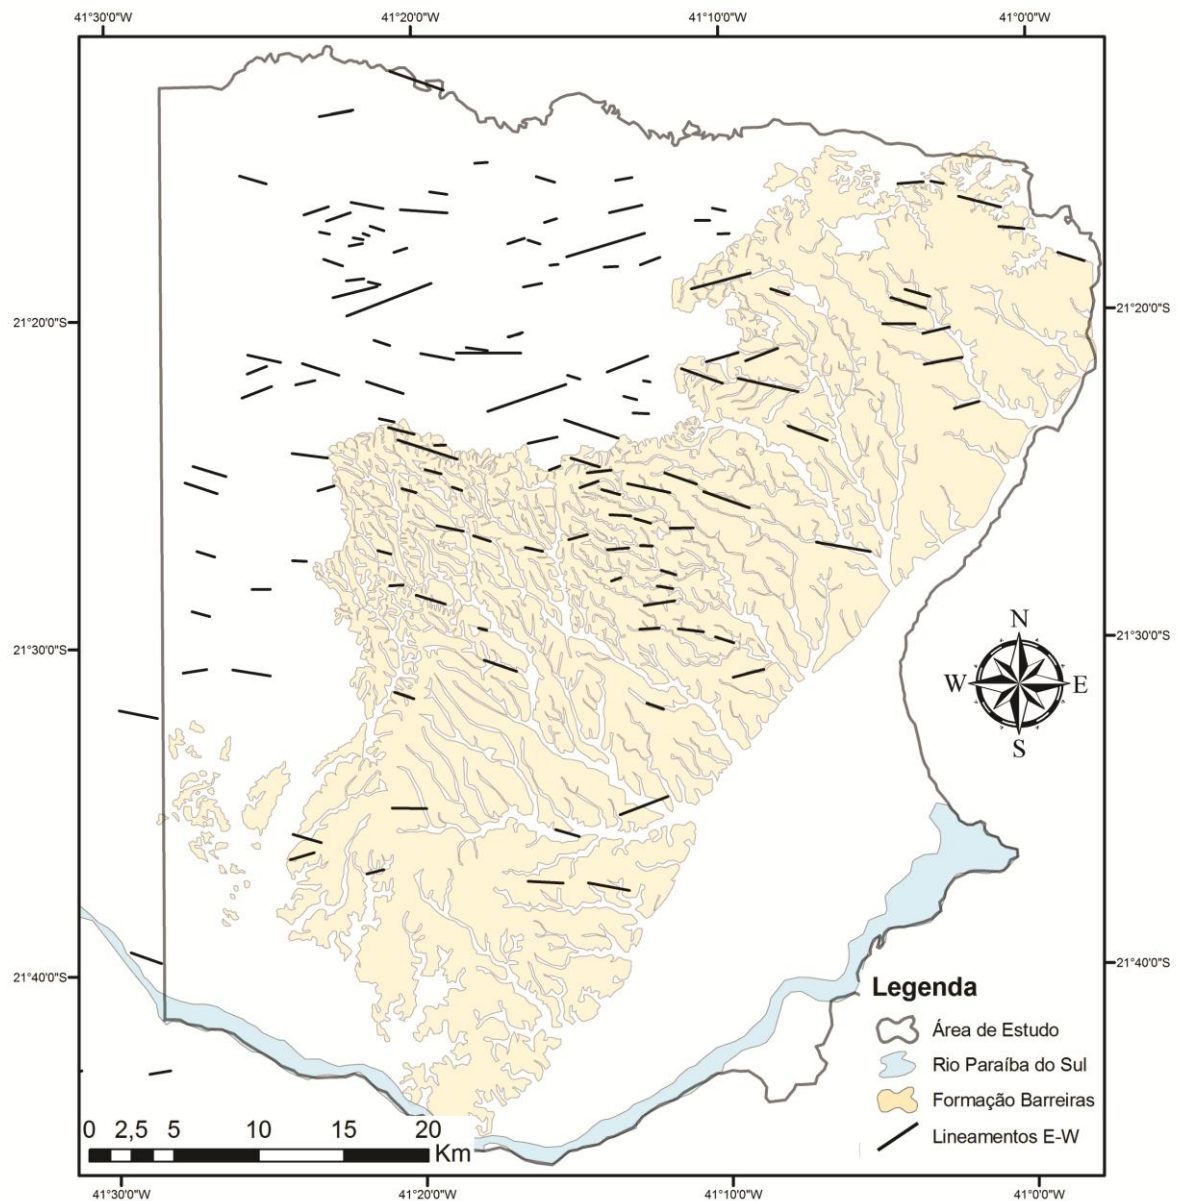 41°30'0"W 41°20'0"W 41°10'0"W 41°0'0"W
21°20'0"S 21°20'0"S
21°30'0"S 21°30'0"S
N
W E
S
21°40'0"S 21°40'0"S
Legenda
Área de Estudo
Rio Paraíba do Sul
Formação Barreiras
Lineamentos E-W
0 2,5 5 10 15 20
Km
41°30'0"W 41°20'0"W 41°10'0"W 41°0'0"W